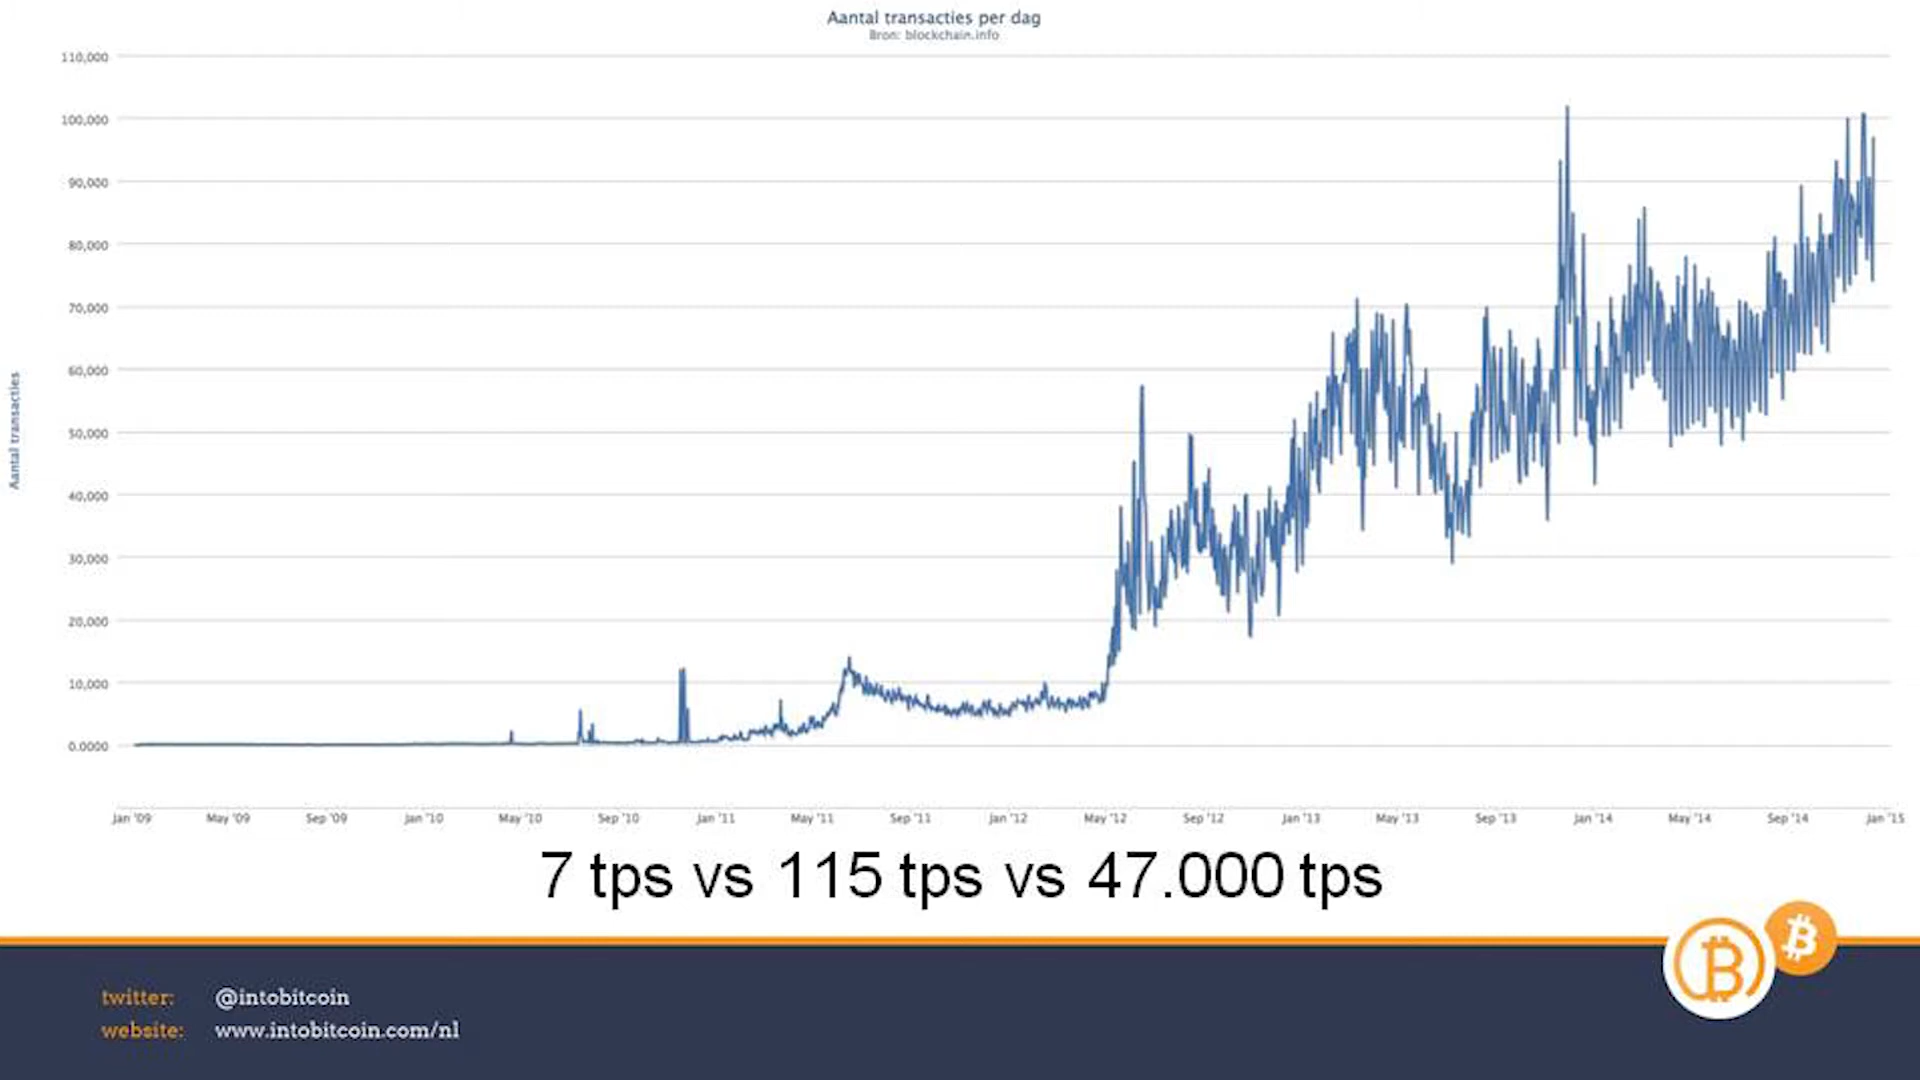 Aantal transacties per dag
Bron: blockchain.info
Aantal transacties
110,000
100,000
90,000
80,000
70,000
60,000
50,000
40,000
30,000
20,000
10,000
0.0000
Jan '09 May '09 Sep '09 Jan '10 May '10 Sep '10 Jan '11 May '11 Sep '11 Jan '12 May '12 Sep '12 Jan '13 May '13 Sep '13 Jan '14 May '14 Sep '14 Jan '15
7 tps vs 115 tps vs 47.000 tps
twitter: @intobitcoin
website: www.intobitcoin.com/nl